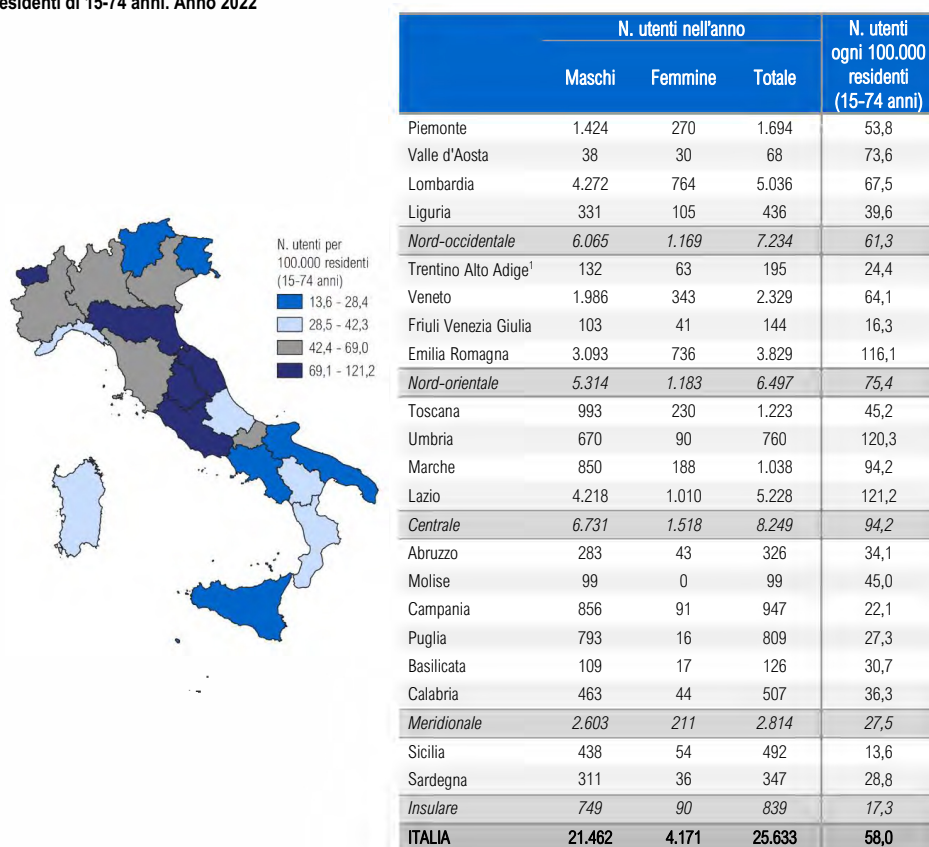 esidenti di 15-74 anni. Anno 2022
N. utenti per
100.000 residenti
(15-74 anni)
13,6 - 28,4
28,5 - 42,3
42,4 - 69,0
69,1 - 121,2
N. utenti nell'anno N. utenti ogni 100.000 residenti (15-74 anni)
Maschi Femmine Totale
Piemonte 1.424 270 1.694 53,8
Valle d'Aosta 38 30 68 73,6
Lombardia 4.272 764 5.036 67,5
Liguria 331 105 436 39,6
Nord-occidentale 6.065 1.169 7.234 61,3
Trentino Alto Adige¹ 132 63 195 24,4
Veneto 1.986 343 2.329 64,1
Friuli Venezia Giulia 103 41 144 16,3
Emilia Romagna 3.093 736 3.829 116,1
Nord-orientale 5.314 1.183 6.497 75,4
Toscana 993 230 1.223 45,2
Umbria 670 90 760 120,3
Marche 850 188 1.038 94,2
Lazio 4.218 1.010 5.228 121,2
Centrale 6.731 1.518 8.249 94,2
Abruzzo 283 43 326 34,1
Molise 99 0 99 45,0
Campania 856 91 947 22,1
Puglia 793 16 809 27,3
Basilicata 109 17 126 30,7
Calabria 463 44 507 36,3
Meridionale 2.603 211 2.814 27,5
Sicilia 438 54 492 13,6
Sardegna 311 36 347 28,8
Insulare 749 90 839 17,3
ITALIA 21.462 4.171 25.633 58,0